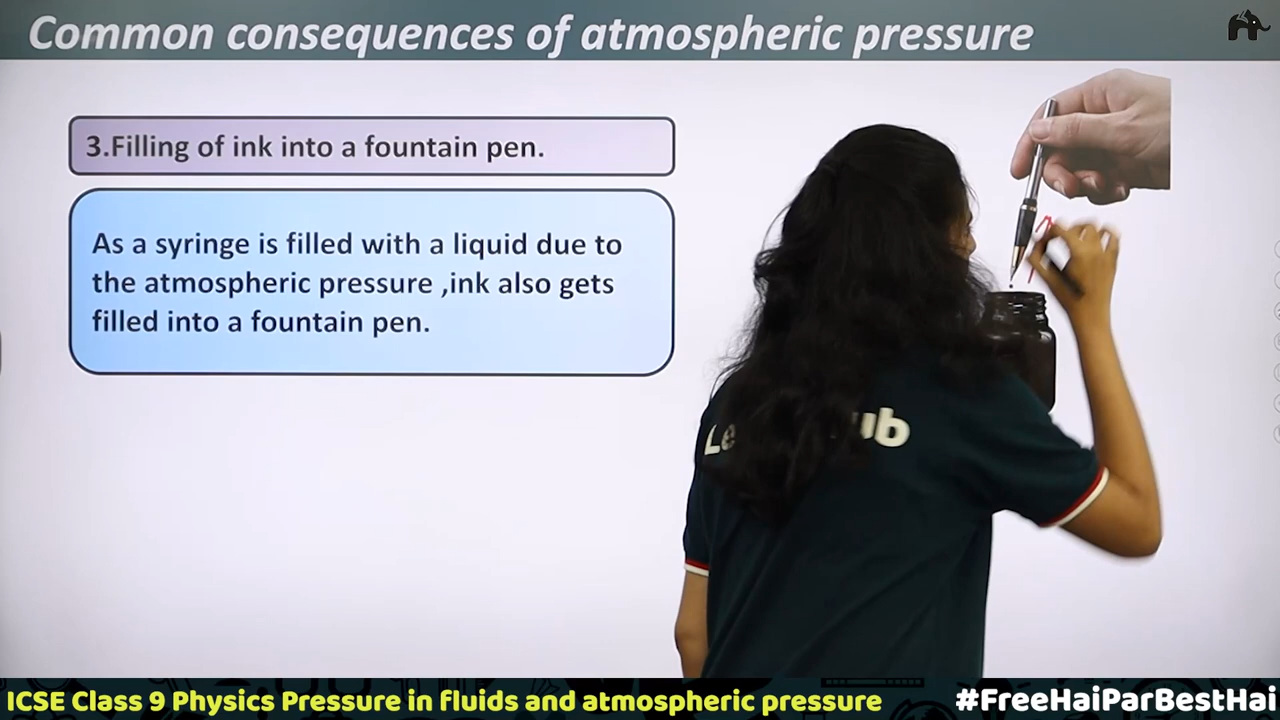 Common consequences of atmospheric pressure
3.Filling of ink into a fountain pen.
As a syringe is filled with a liquid due to
the atmospheric pressure ,ink also gets
filled into a fountain pen.
ICSE Class 9 Physics Pressure in fluids and atmospheric pressure
#FreeHaiParBestHai